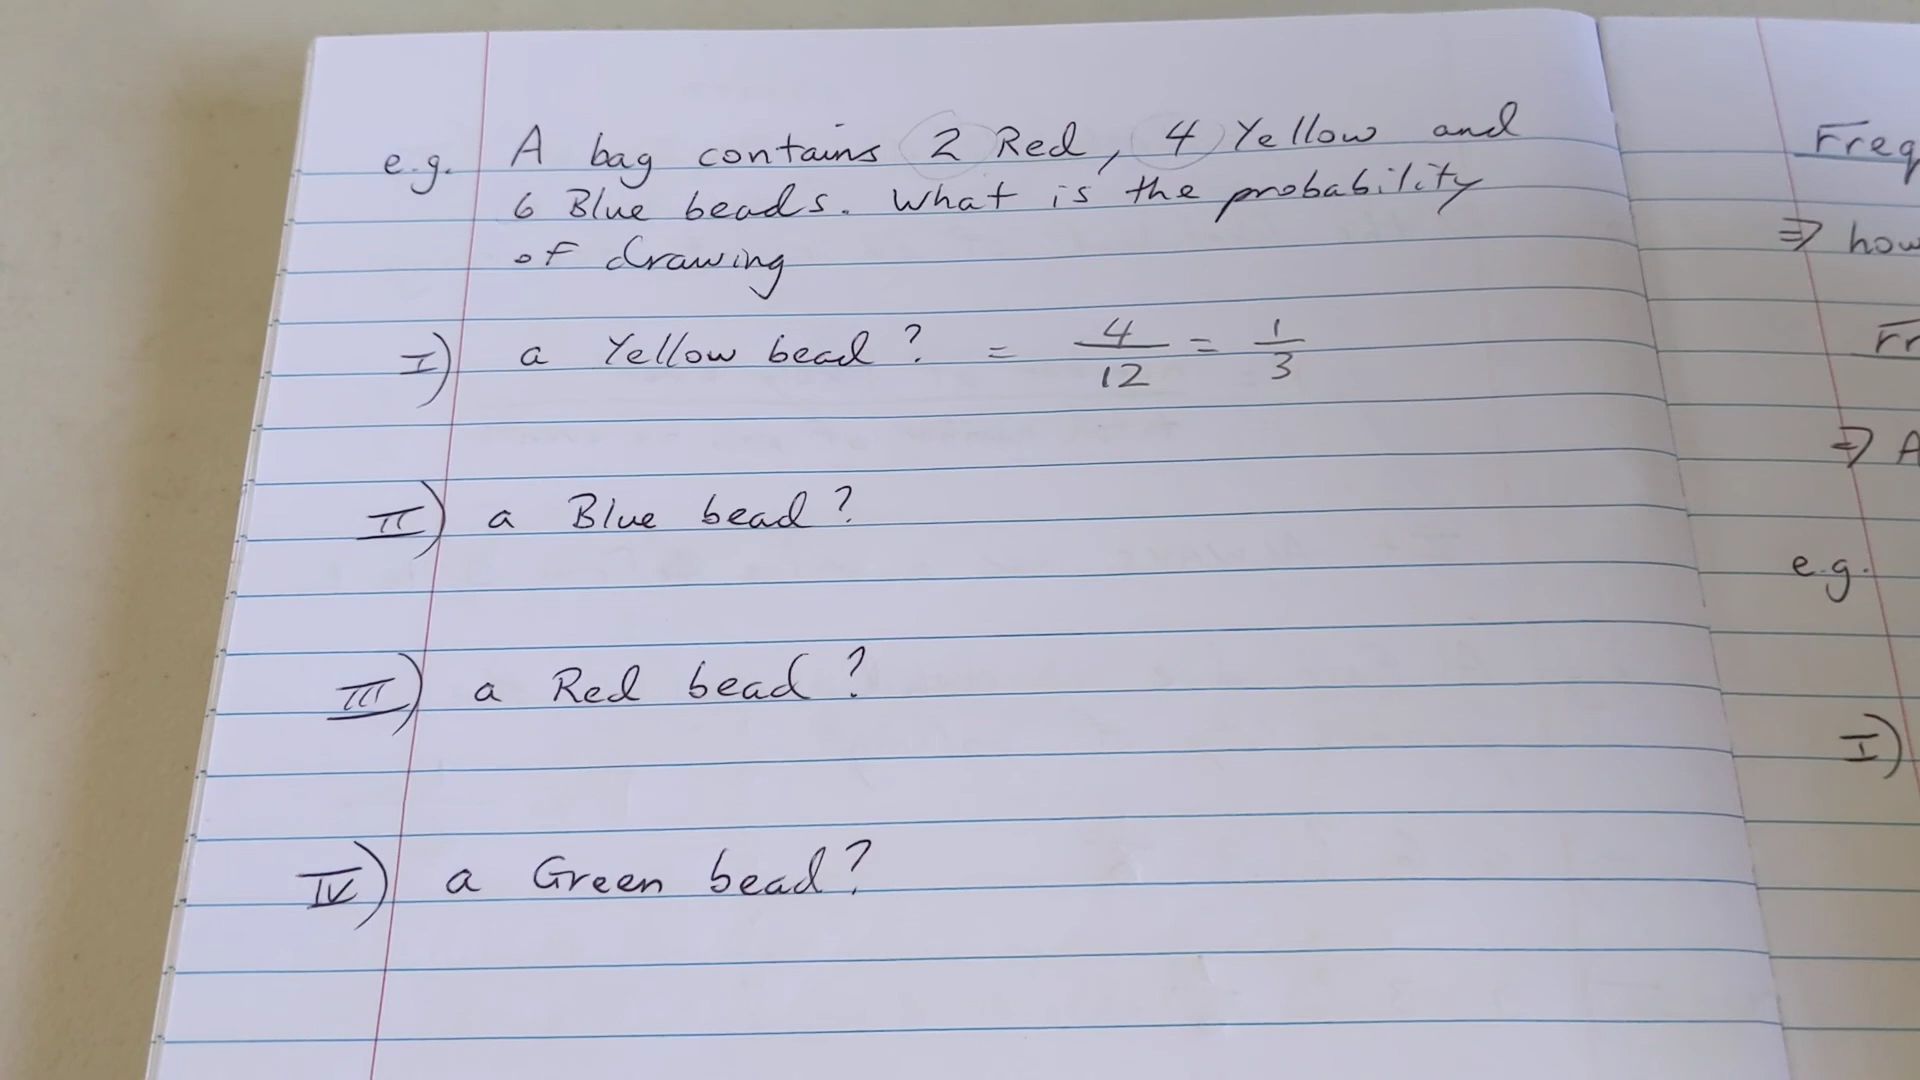 e.g. A bag contains 2 Red, 4 Yellow and
6 Blue beads. What is the probability
of drawing
I) a Yellow bead? = 4/12 = 1/3
II) a Blue bead?
III) a Red bead?
IV) a Green bead?
⇒ how
⇒ A
e.g.
I)